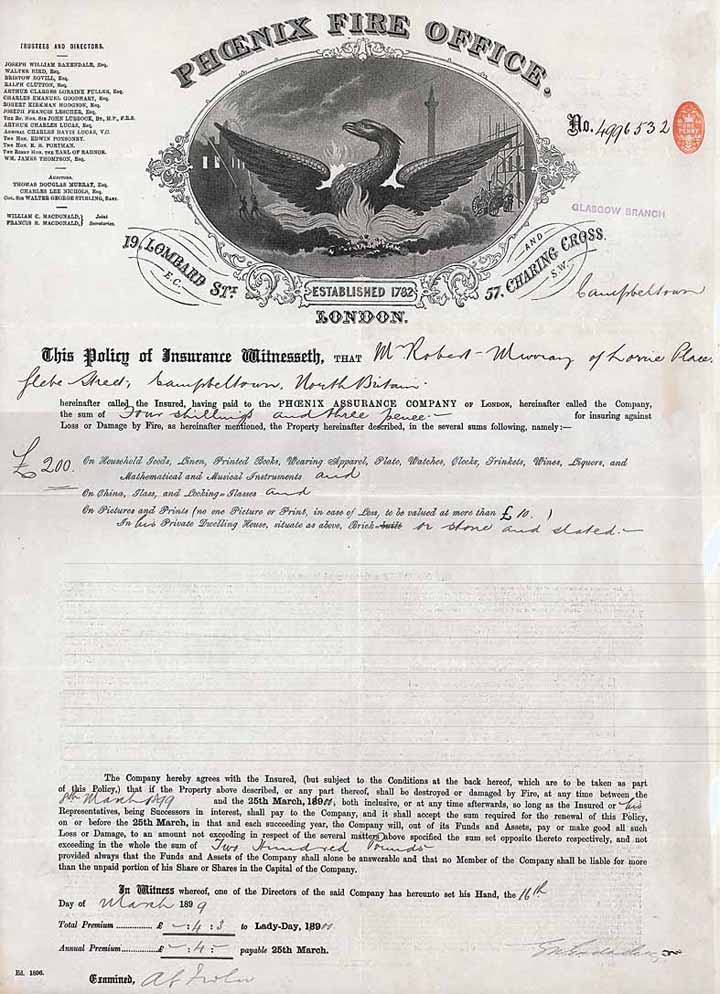 PHŒNIX FIRE OFFICE.
TRUSTEES AND DIRECTORS.
JOSEPH WILLIAM BAXENDALE, Esq.
WALTER BIRD, Esq.
BRISTOW BOVILL, Esq.
RALPH CLUTTON, Esq.
ARTHUR CLARGES LORAINE FULLER, Esq.
CHARLES EMANUEL GOODHART, Esq.
ROBERT KIRKMAN HODGSON, Esq.
JOSEPH FRANCIS LESCHER, Esq.
THE RT. HON. SIR JOHN LUBBOCK, Bt., M.P., F.R.S.
ARTHUR CHARLES LUCAS, Esq.
ADMIRAL CHARLES DAVIS LUCAS, V.C.
THE HON. EDWIN PONSONBY.
THE HON. E. B. PORTMAN.
THE RIGHT HON. THE EARL OF RADNOR.
WM. JAMES THOMPSON, Esq.
AUDITORS.
THOMAS DOUGLAS MURRAY, Esq.
CHARLES LEE NICHOLS, Esq.
COL. SIR WALTER GEORGE STIRLING, BART.
WILLIAM C. MACDONALD, } Joint
FRANCIS B. MACDONALD, } Secretaries.
No. 4996532
ONE PENNY
GLASGOW BRANCH
19, LOMBARD ST.
E.C.
AND
57. CHARING CROSS.
S.W.
ESTABLISHED 1782
LONDON.
Campbeltown
This Policy of Insurance Witnesseth, THAT Mr Robert Murray of Lorne Place.
Glebe Street, Campbeltown, North Britain.
hereinafter called the Insured, having paid to the PHŒNIX ASSURANCE COMPANY OF LONDON, hereinafter called the Company,
the sum of Four shillings and three pence.— for insuring against
Loss or Damage by Fire, as hereinafter mentioned, the Property hereinafter described, in the several sums following, namely:—
£200. On Household Goods, Linen, Printed Books, Wearing Apparel, Plate, Watches, Clocks, Trinkets, Wines, Liquors, and
Mathematical and Musical Instruments and
On China, Glass, and Looking-Glasses and
On Pictures and Prints (no one Picture or Print, in case of Loss, to be valued at more than £10. )
In his Private Dwelling House, situate as above, Brick built or stone and slated.—
The Company hereby agrees with the Insured, (but subject to the Conditions at the back hereof, which are to be taken as part
of this Policy,) that if the Property above described, or any part thereof, shall be destroyed or damaged by Fire, at any time between the
8th March 1899 and the 25th March, 1900, both inclusive, or at any time afterwards, so long as the Insured or his
Representatives, being Successors in interest, shall pay to the Company, and it shall accept the sum required for the renewal of this Policy,
on or before the 25th March, in that and each succeeding year, the Company will, out of its Funds and Assets, pay or make good all such
Loss or Damage, to an amount not exceeding in respect of the several matters above specified the sum set opposite thereto respectively, and not
exceeding in the whole the sum of Two Hundred Pounds
provided always that the Funds and Assets of the Company shall alone be answerable and that no Member of the Company shall be liable for more
than the unpaid portion of his Share or Shares in the Capital of the Company.
In Witness whereof, one of the Directors of the said Company has hereunto set his Hand, the 16th
Day of March 1899
Total Premium............... £ – : 4 : 3 to Lady-Day, 1900
Annual Premium............... £ – : 4 : – payable 25th March.
Ed. 1896.
Examined,